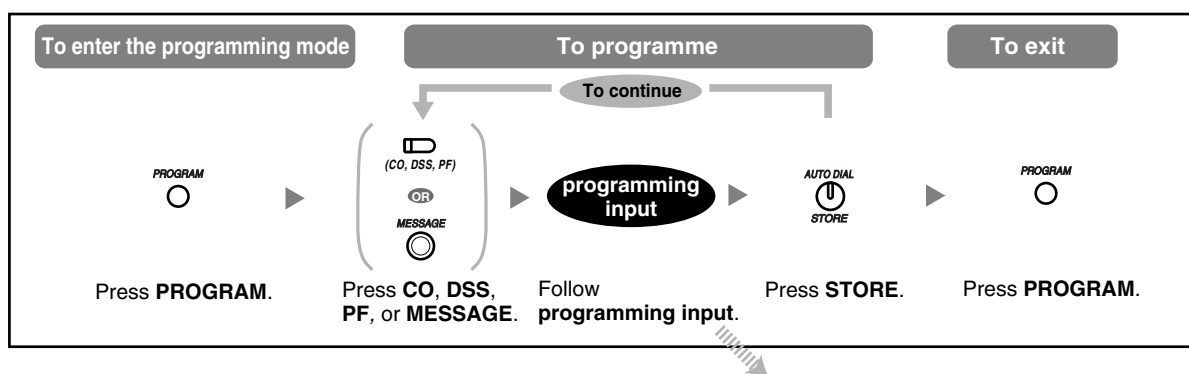 To enter the programming mode
To programme
To exit
To continue
PROGRAM
(CO, DSS, PF)
OR
MESSAGE
programming
input
AUTO DIAL
STORE
PROGRAM
Press PROGRAM.
Press CO, DSS,
PF, or MESSAGE.
Follow
programming input.
Press STORE.
Press PROGRAM.